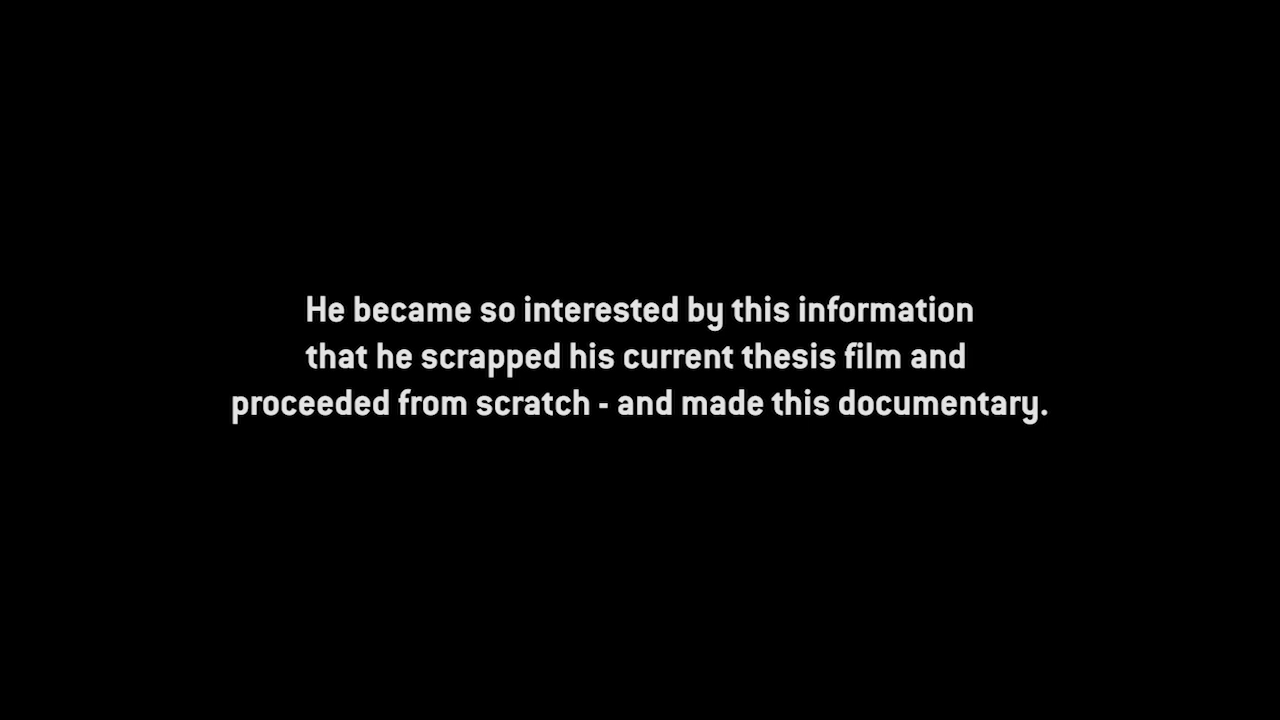 He became so interested by this information
that he scrapped his current thesis film and
proceeded from scratch - and made this documentary.